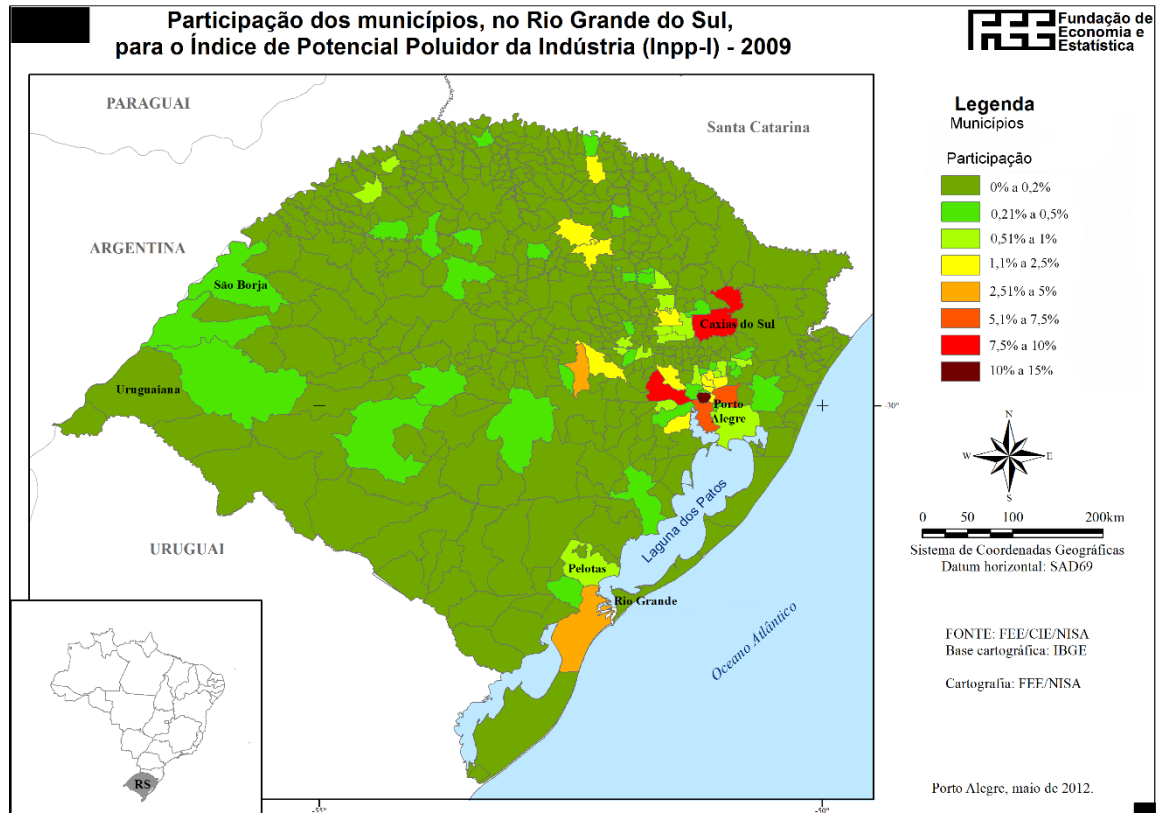 Participação dos municípios, no Rio Grande do Sul,
para o Índice de Potencial Poluidor da Indústria (Inpp-I) - 2009
FEE
Fundação de
Economia e
Estatística
PARAGUAI
Santa Catarina
ARGENTINA
São Borja
Caxias do Sul
Uruguaiana
Porto
Alegre
-30°
Laguna dos Patos
URUGUAI
Pelotas
Rio Grande
Oceano Atlântico
RS
Legenda
Municípios
Participação
0% a 0,2%
0,21% a 0,5%
0,51% a 1%
1,1% a 2,5%
2,51% a 5%
5,1% a 7,5%
7,5% a 10%
10% a 15%
N
W
E
S
0 50 100 200km
Sistema de Coordenadas Geográficas
Datum horizontal: SAD69
FONTE: FEE/CIE/NISA
Base cartográfica: IBGE
Cartografia: FEE/NISA
Porto Alegre, maio de 2012.